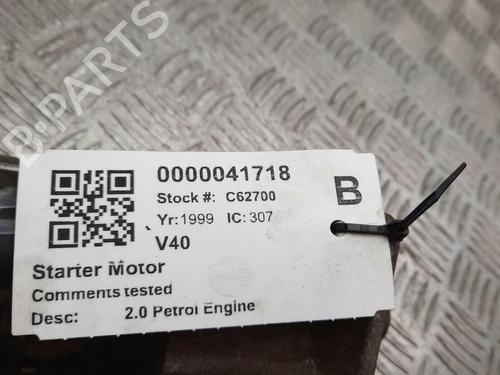 B-PARTS
0000041718
Stock #: C62700
B
Yr: 1999 IC: 307
V40
Starter Motor
Comments tested
Desc: 2.0 Petrol Engine